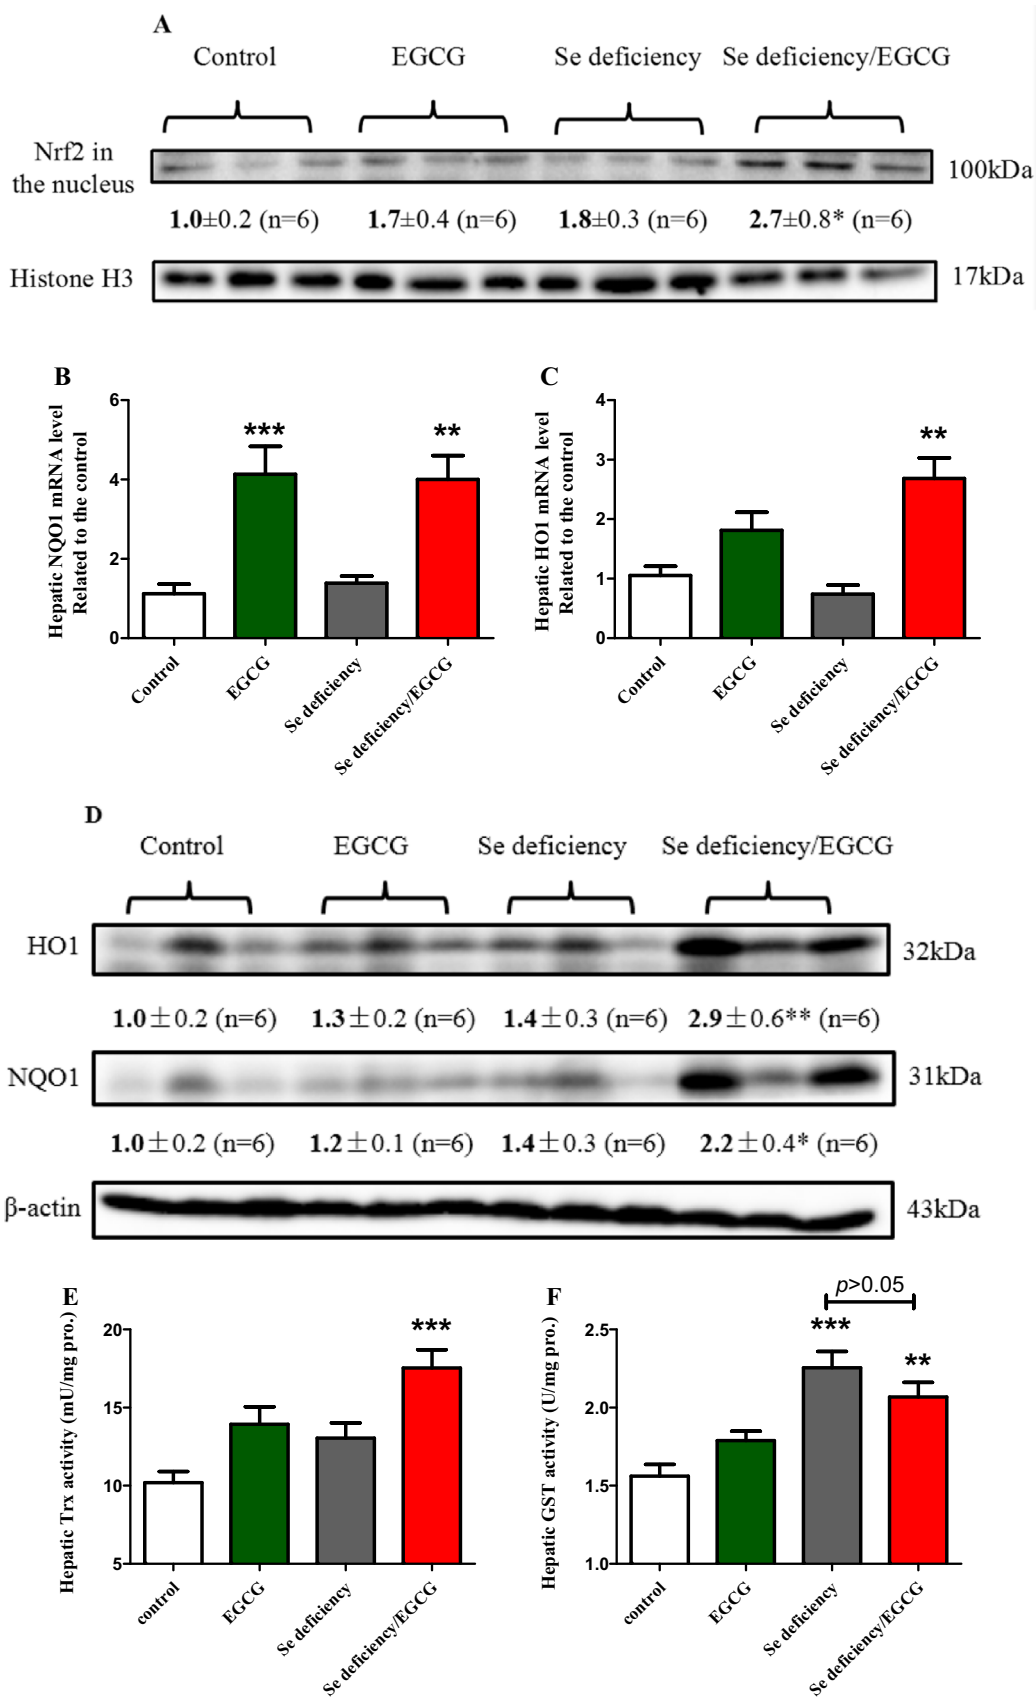 A
Control EGCG Se deficiency Se deficiency/EGCG
Nrf2 in
the nucleus
100kDa
1.0±0.2 (n=6) 1.7±0.4 (n=6) 1.8±0.3 (n=6) 2.7±0.8* (n=6)
Histone H3 17kDa
B
Hepatic NQO1 mRNA level
Related to the control
6
4
2
0
***
**
Control
EGCG
Se deficiency
Se deficiency/EGCG
C
Hepatic HO1 mRNA level
Related to the control
4
3
2
1
0
**
Control
EGCG
Se deficiency
Se deficiency/EGCG
D
Control EGCG Se deficiency Se deficiency/EGCG
HO1 32kDa
1.0±0.2 (n=6) 1.3±0.2 (n=6) 1.4±0.3 (n=6) 2.9±0.6** (n=6)
NQO1 31kDa
1.0±0.2 (n=6) 1.2±0.1 (n=6) 1.4±0.3 (n=6) 2.2±0.4* (n=6)
β-actin 43kDa
E
Hepatic Trx activity (mU/mg pro.)
20
15
10
5
***
control
EGCG
Se deficiency
Se deficiency/EGCG
F
Hepatic GST activity (U/mg pro.)
2.5
2.0
1.5
1.0
p>0.05
***
**
control
EGCG
Se deficiency
Se deficiency/EGCG